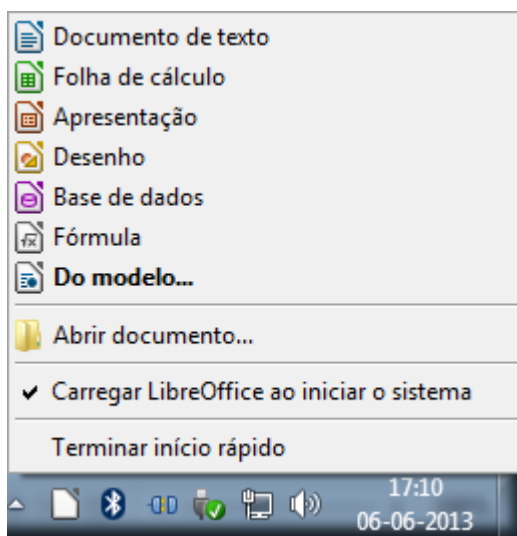 Documento de texto
Folha de cálculo
Apresentação
Desenho
Base de dados
Fórmula
Do modelo...
Abrir documento...
Carregar LibreOffice ao iniciar o sistema
Terminar início rápido
17:10
06-06-2013